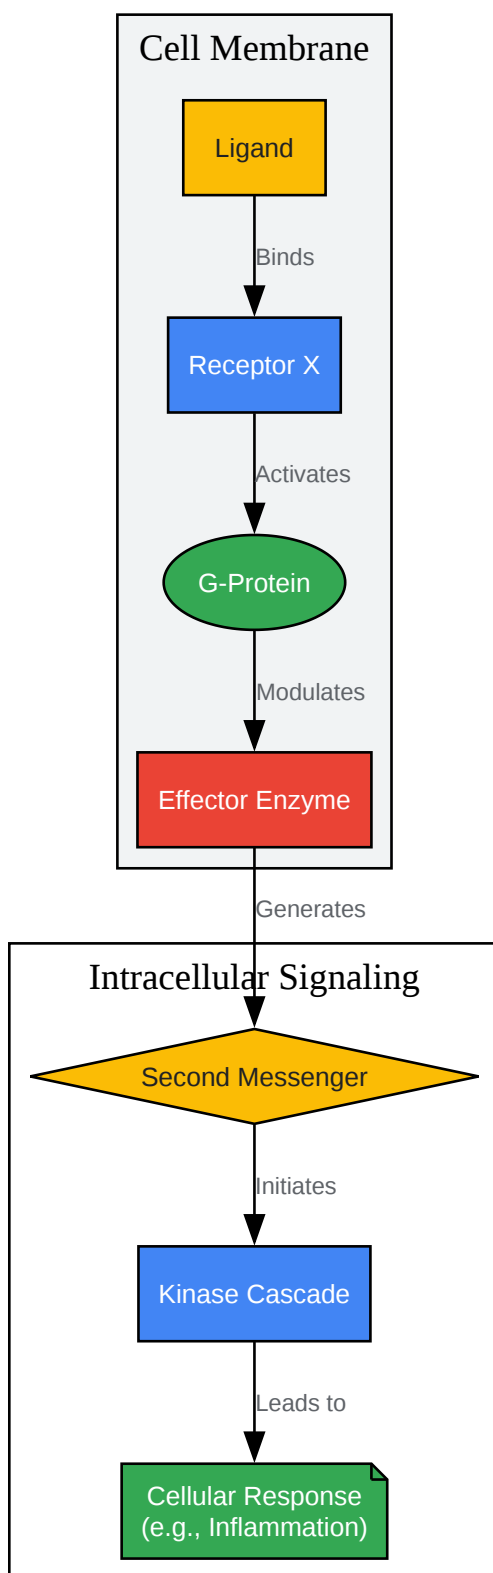 Cell Membrane
Ligand
Binds
Receptor X
Activates
G-Protein
Modulates
Effector Enzyme
Generates
Intracellular Signaling
Second Messenger
Initiates
Kinase Cascade
Leads to
Cellular Response
(e.g., Inflammation)